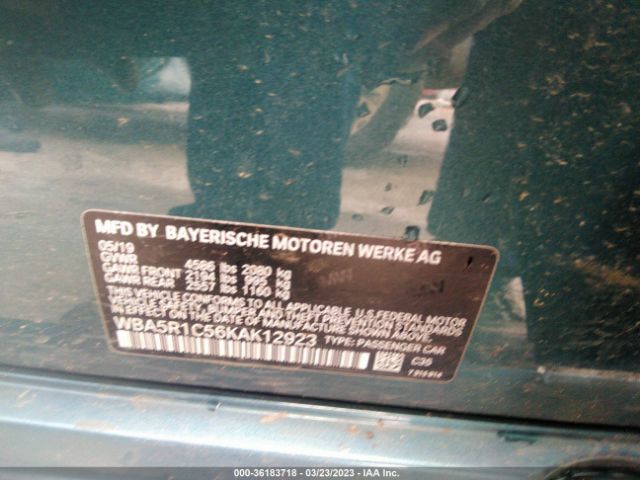 MFD BY BAYERISCHE MOTOREN WERKE AG
05/19
GVWR 4586 lbs 2080 kg
GAWR FRONT 2194 lbs kg
GAWR REAR 2557 lbs 1160 kg
THIS VEHICLE CONFORMS TO ALL APPLICABLE U.S. FEDERAL MOTOR
VEHICLE SAFETY, BUMPER AND THEFT PREVENTION STANDARDS IN
EFFECT ON THE DATE OF MANUFACTURE SHOWN ABOVE.
WBA5R1C56KAK12923 TYPE: PASSENGER CAR
C35
000-36183718 - 03/23/2023 - IAA Inc.